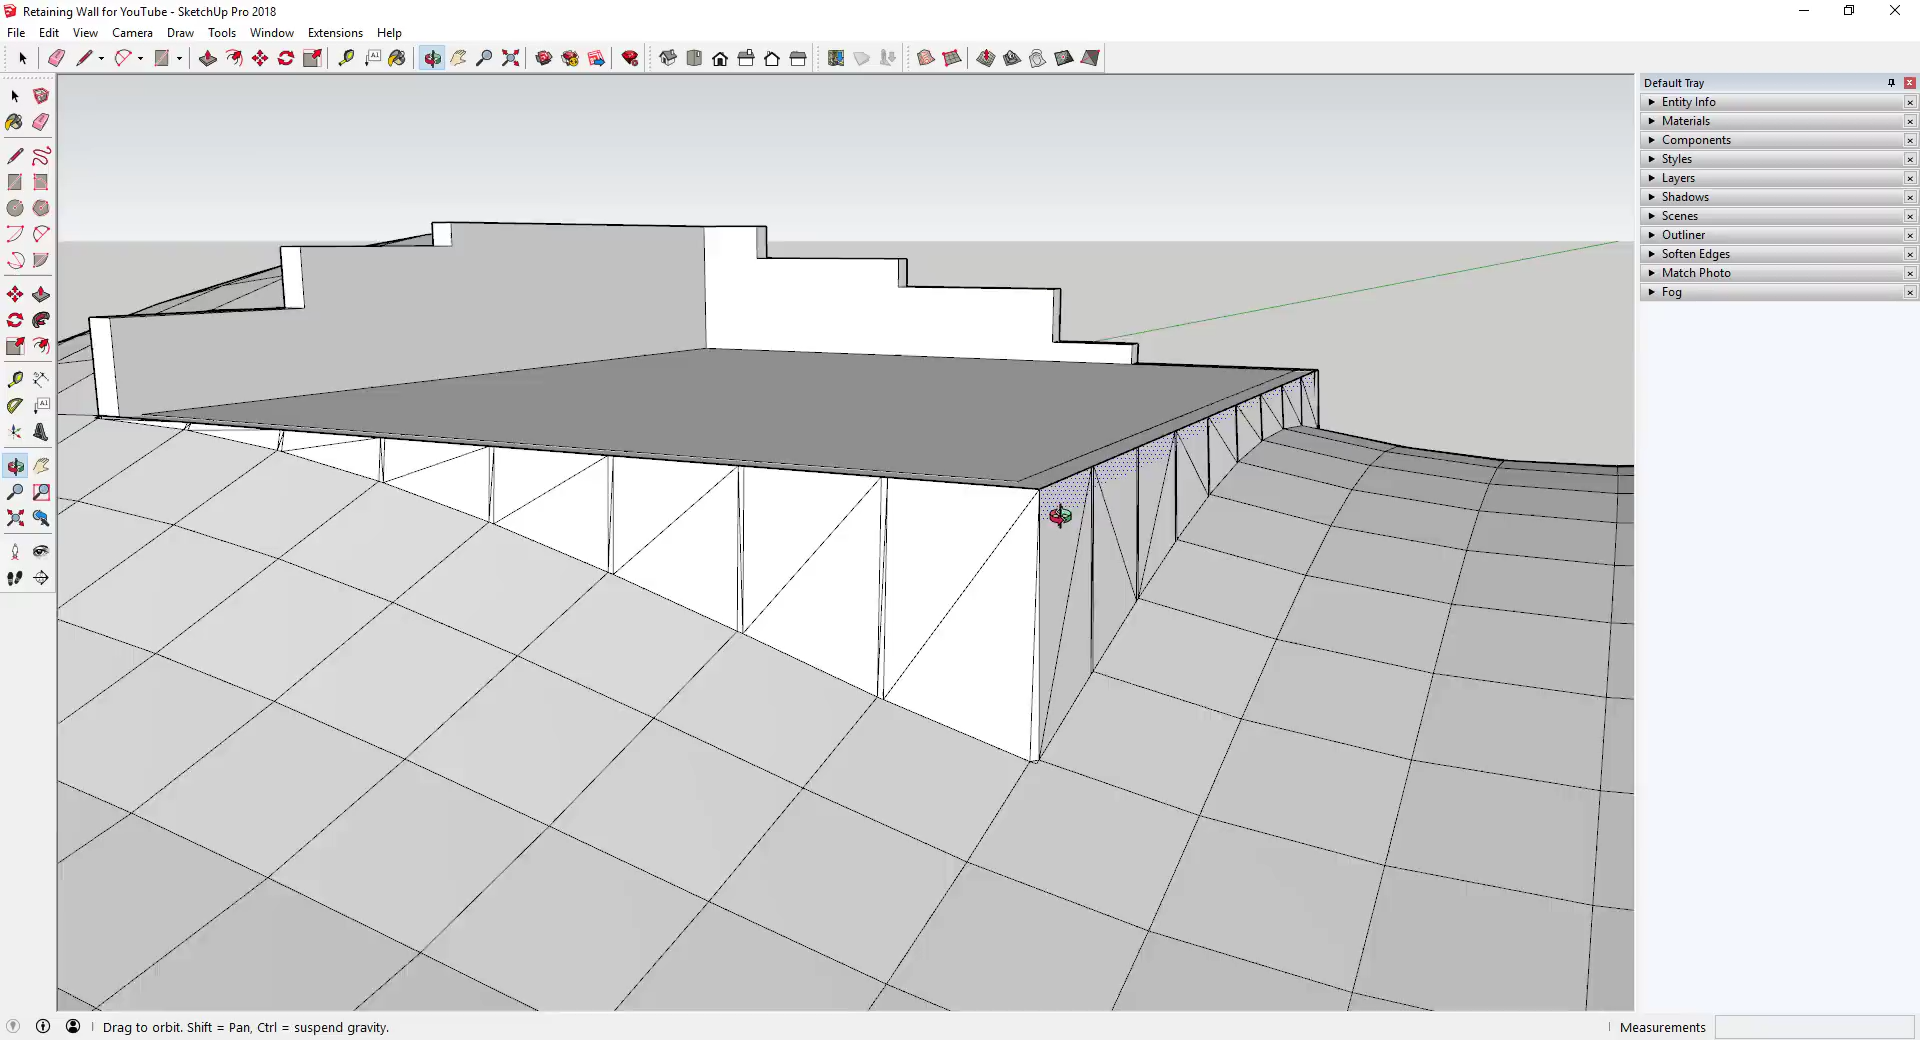 Retaining Wall for YouTube - SketchUp Pro 2018
File Edit View Camera Draw Tools Window Extensions Help
A1
Default Tray
Entity Info
Materials
Components
Styles
Layers
Shadows
Scenes
Outliner
Soften Edges
Match Photo
Fog
A1
Drag to orbit. Shift = Pan, Ctrl = suspend gravity.
Measurements